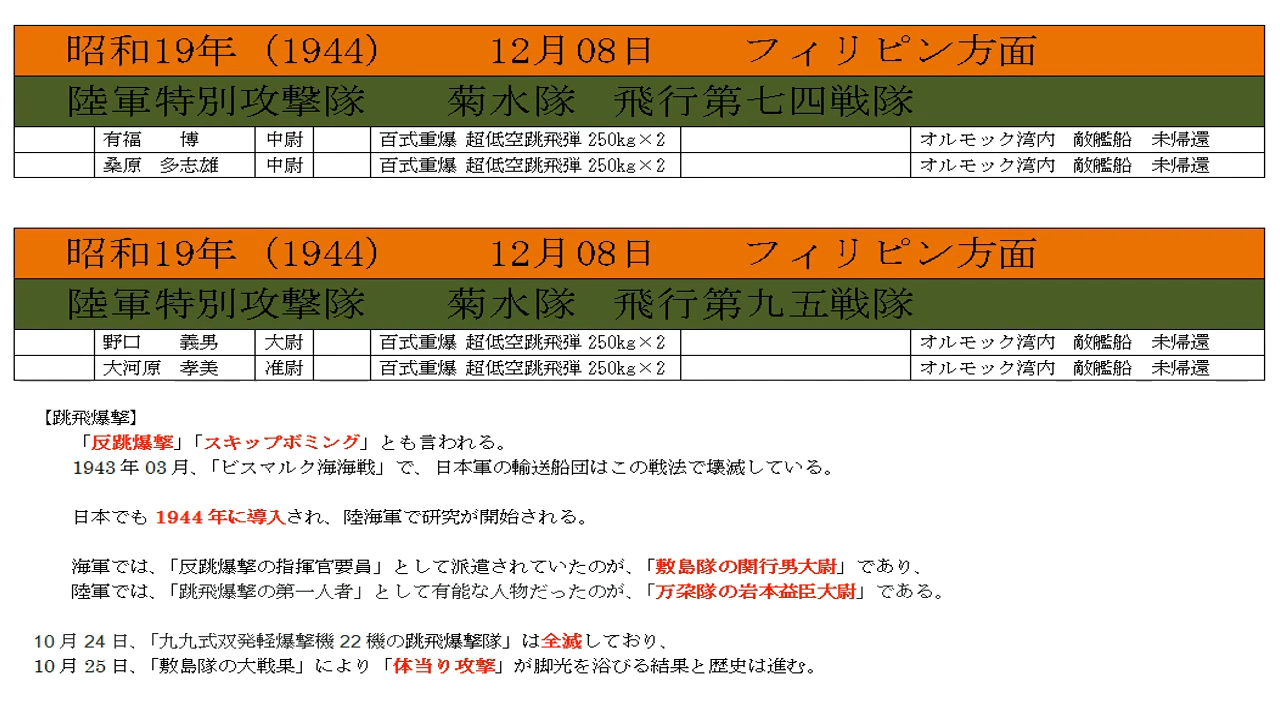 昭和19年（1944） 12月08日 フィリピン方面
陸軍特別攻撃隊 菊水隊 飛行第七四戦隊
有福 博 中尉 百式重爆 超低空跳飛弾 250kg×2 オルモック湾内 敵艦船 未帰還
桑原 多志雄 中尉 百式重爆 超低空跳飛弾 250kg×2 オルモック湾内 敵艦船 未帰還
昭和19年（1944） 12月08日 フィリピン方面
陸軍特別攻撃隊 菊水隊 飛行第九五戦隊
野口 義男 大尉 百式重爆 超低空跳飛弾 250kg×2 オルモック湾内 敵艦船 未帰還
大河原 孝美 准尉 百式重爆 超低空跳飛弾 250kg×2 オルモック湾内 敵艦船 未帰還
【跳飛爆撃】
「反跳爆撃」「スキップボミング」とも言われる。
1943年03月、「ビスマルク海海戦」で、日本軍の輸送船団はこの戦法で壊滅している。
日本でも 1944年に導入され、陸海軍で研究が開始される。
海軍では、「反跳爆撃の指揮官要員」として派遣されていたのが、「敷島隊の関行男大尉」であり、
陸軍では、「跳飛爆撃の第一人者」として有能な人物だったのが、「万朶隊の岩本益臣大尉」である。
10月24日、「九九式双発軽爆撃機22機の跳飛爆撃隊」は全滅しており、
10月25日、「敷島隊の大戦果」により「体当り攻撃」が脚光を浴びる結果と歴史は進む。